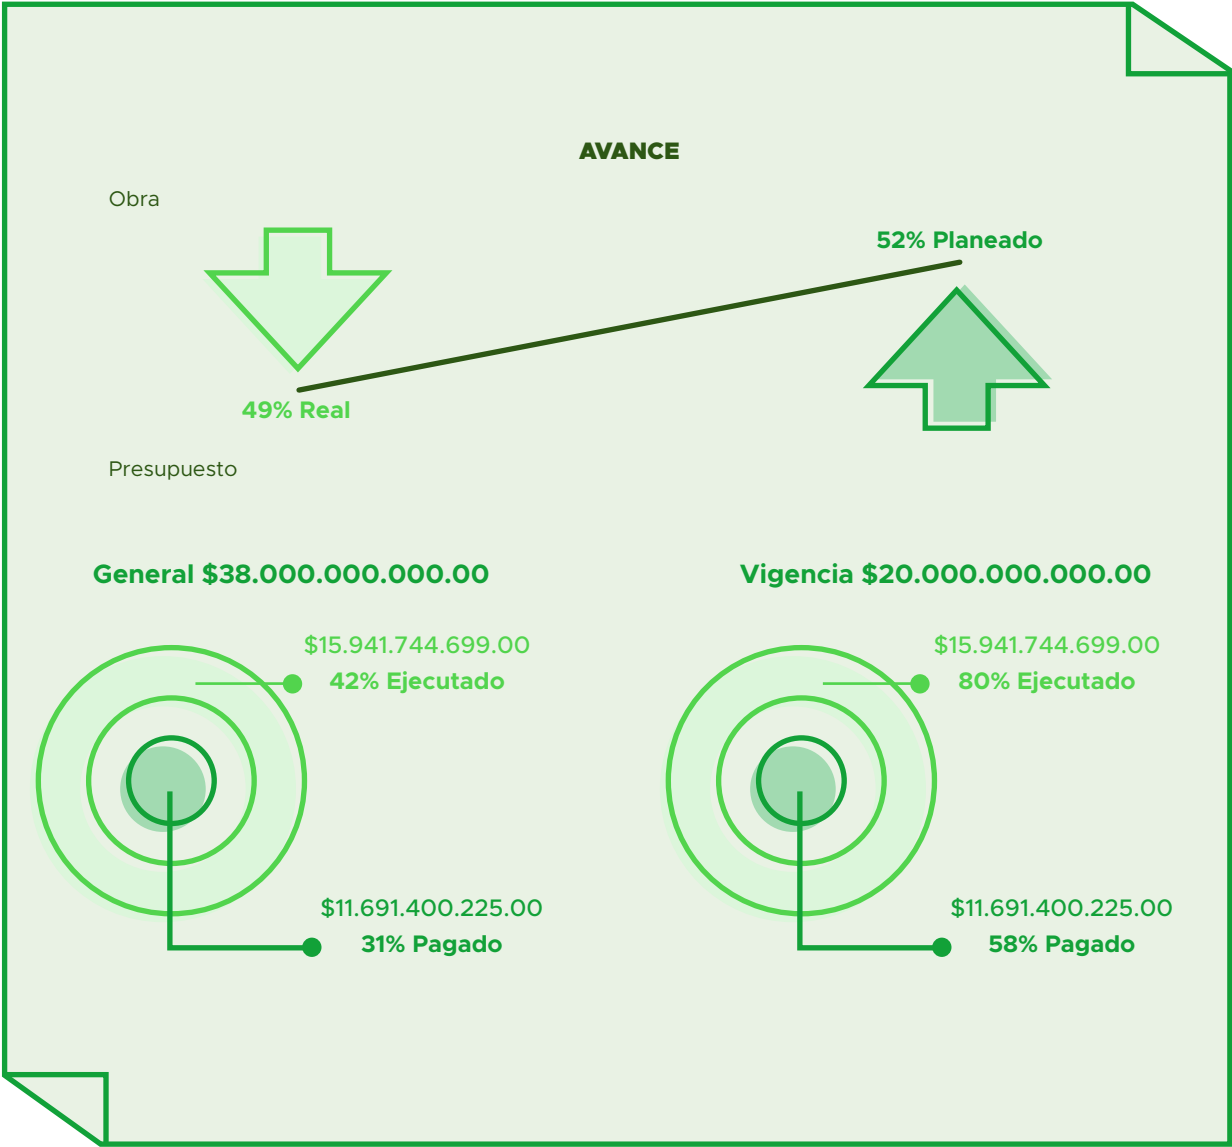 AVANCE
Obra
52% Planeado
49% Real
Presupuesto
General $38.000.000.000.00
$15.941.744.699.00
42% Ejecutado
$11.691.400.225.00
31% Pagado
Vigencia $20.000.000.000.00
$15.941.744.699.00
80% Ejecutado
$11.691.400.225.00
58% Pagado